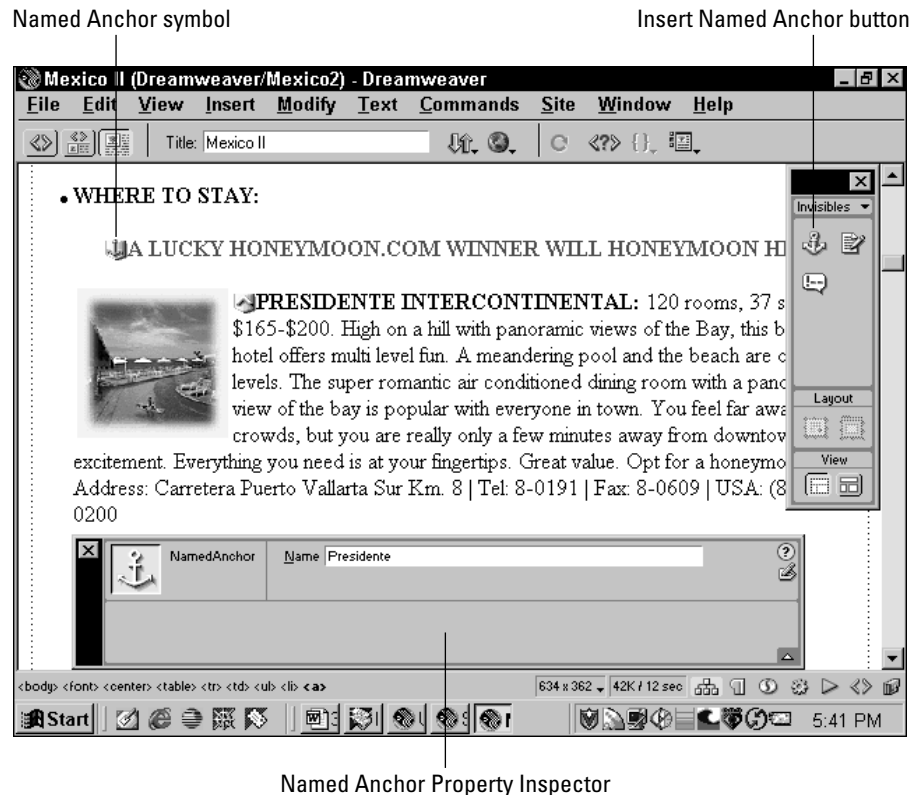 Named Anchor symbol
Insert Named Anchor button
Mexico II (Dreamweaver/Mexico2) - Dreamweaver
File Edit View Insert Modify Text Commands Site Window Help
Title: Mexico II
Invisibles
• WHERE TO STAY:
A LUCKY HONEYMOON.COM WINNER WILL HONEYMOON
PRESIDENTE INTERCONTINENTAL: 120 rooms, 37 s
$165-$200. High on a hill with panoramic views of the Bay, this b
hotel offers multi level fun. A meandering pool and the beach are
levels. The super romantic air conditioned dining room with a pano
view of the bay is popular with everyone in town. You feel far awa
crowds, but you are really only a few minutes away from downtow
excitement. Everything you need is at your fingertips. Great value. Opt for a honeymo
Address: Carretera Puerto Vallarta Sur Km. 8 | Tel: 8-0191 | Fax: 8-0609 | USA: (8
0200
Layout
View
NamedAnchor Name Presidente
<body> <font> <center> <table> <tr> <td> <ul> <li> <a>
634 x 362 42K / 12 sec
Start
5:41 PM
Named Anchor Property Inspector